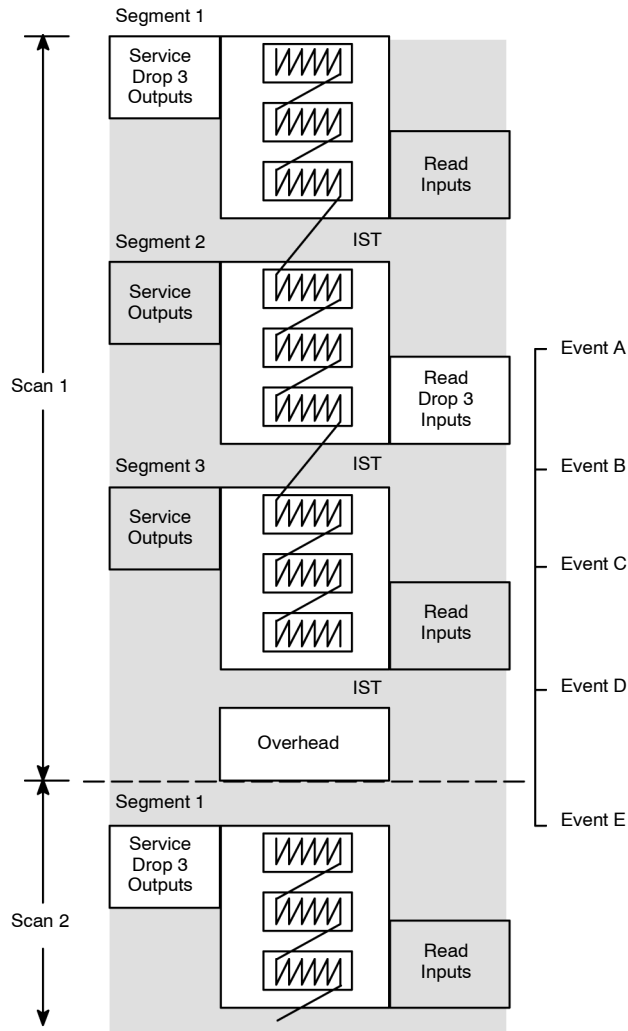 Segment 1
Service
Drop 3
Outputs
Read
Inputs
IST
Segment 2
Service
Outputs
Event A
Scan 1
Read
Drop 3
Inputs
IST
Event B
Segment 3
Service
Outputs
Event C
Read
Inputs
IST
Event D
Overhead
Segment 1
Event E
Service
Drop 3
Outputs
Scan 2
Read
Inputs